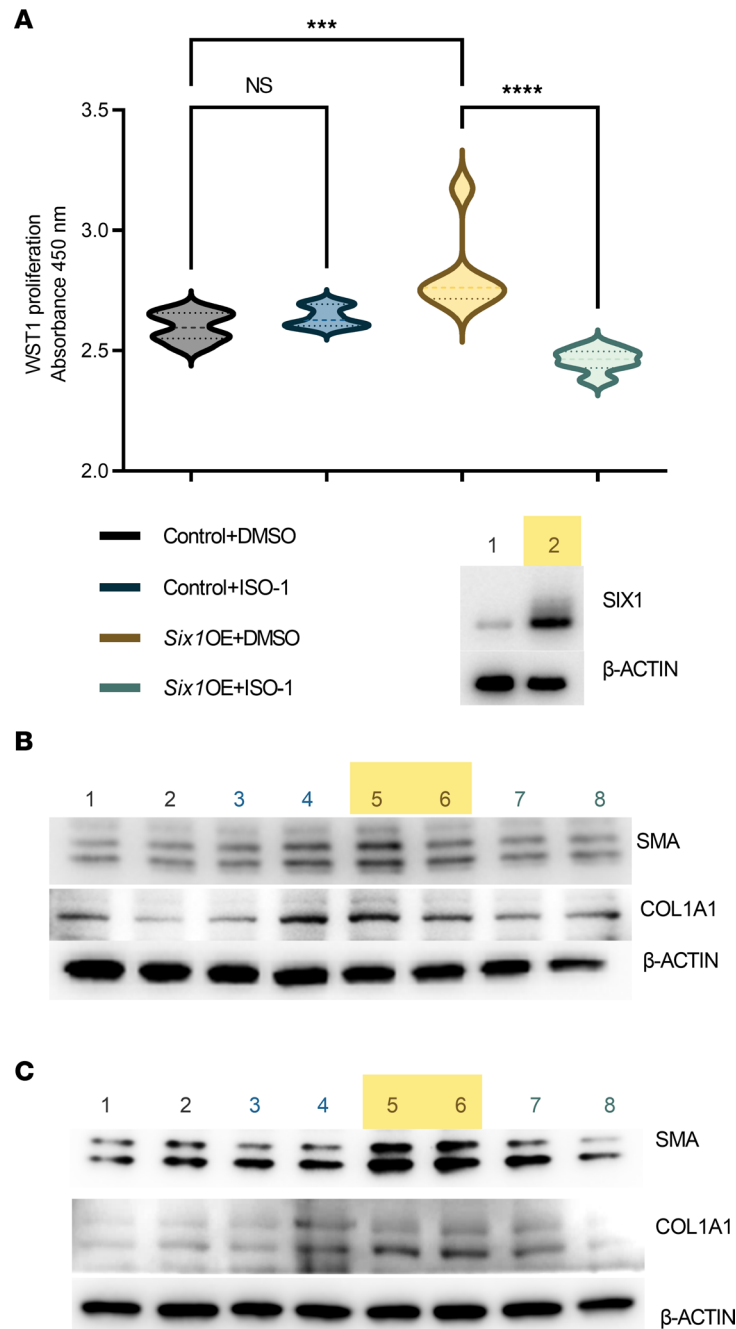 A
***
NS
****
3.5
3.0
2.5
2.0
WST1 proliferation
Absorbance 450 nm
Control+DMSO
Control+ISO-1
Six1OE+DMSO
Six1OE+ISO-1
1 2
SIX1
β-ACTIN
B
1 2 3 4 5 6 7 8
SMA
COL1A1
β-ACTIN
C
1 2 3 4 5 6 7 8
SMA
COL1A1
β-ACTIN